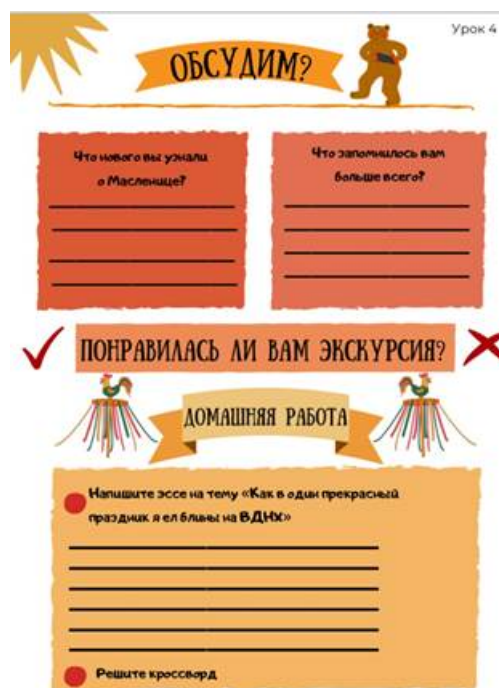 Урок 4
ОБСУДИМ?
Что нового вы узнали
о Масленице?
Что запомнилось вам
больше всего?
ПОНРАВИЛАСЬ ЛИ ВАМ ЭКСКУРСИЯ?
ДОМАШНЯЯ РАБОТА
Напишите эссе на тему «Как в один прекрасный
праздник я ел блины на ВДНХ»
Решите кроссворд